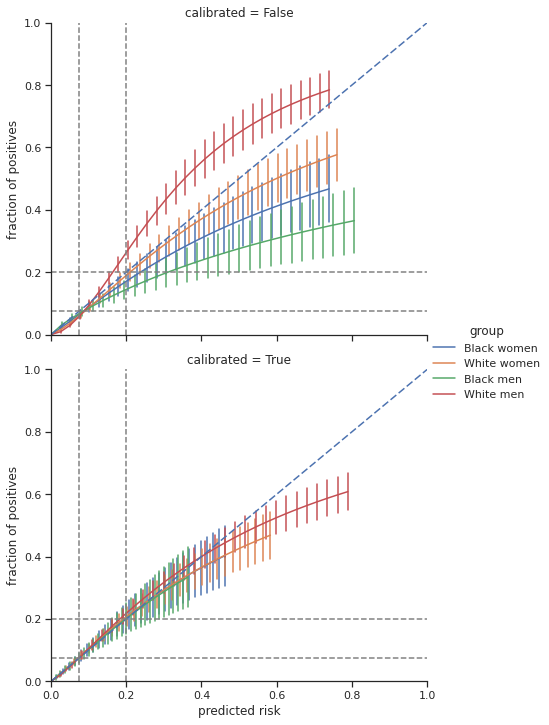 calibrated = False
1.0
0.8
0.6
0.4
0.2
0.0
fraction of positives
group
Black women
White women
Black men
White men
calibrated = True
1.0
0.8
0.6
0.4
0.2
0.0
fraction of positives
0.0 0.2 0.4 0.6 0.8 1.0
predicted risk